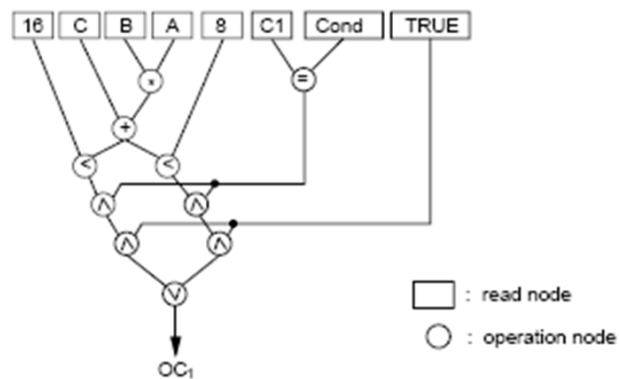 16 C B A 8 C1 Cond TRUE
* =
+
< <
∧ ∧
∧ ∧
∨
: read node
: operation node
OC₁